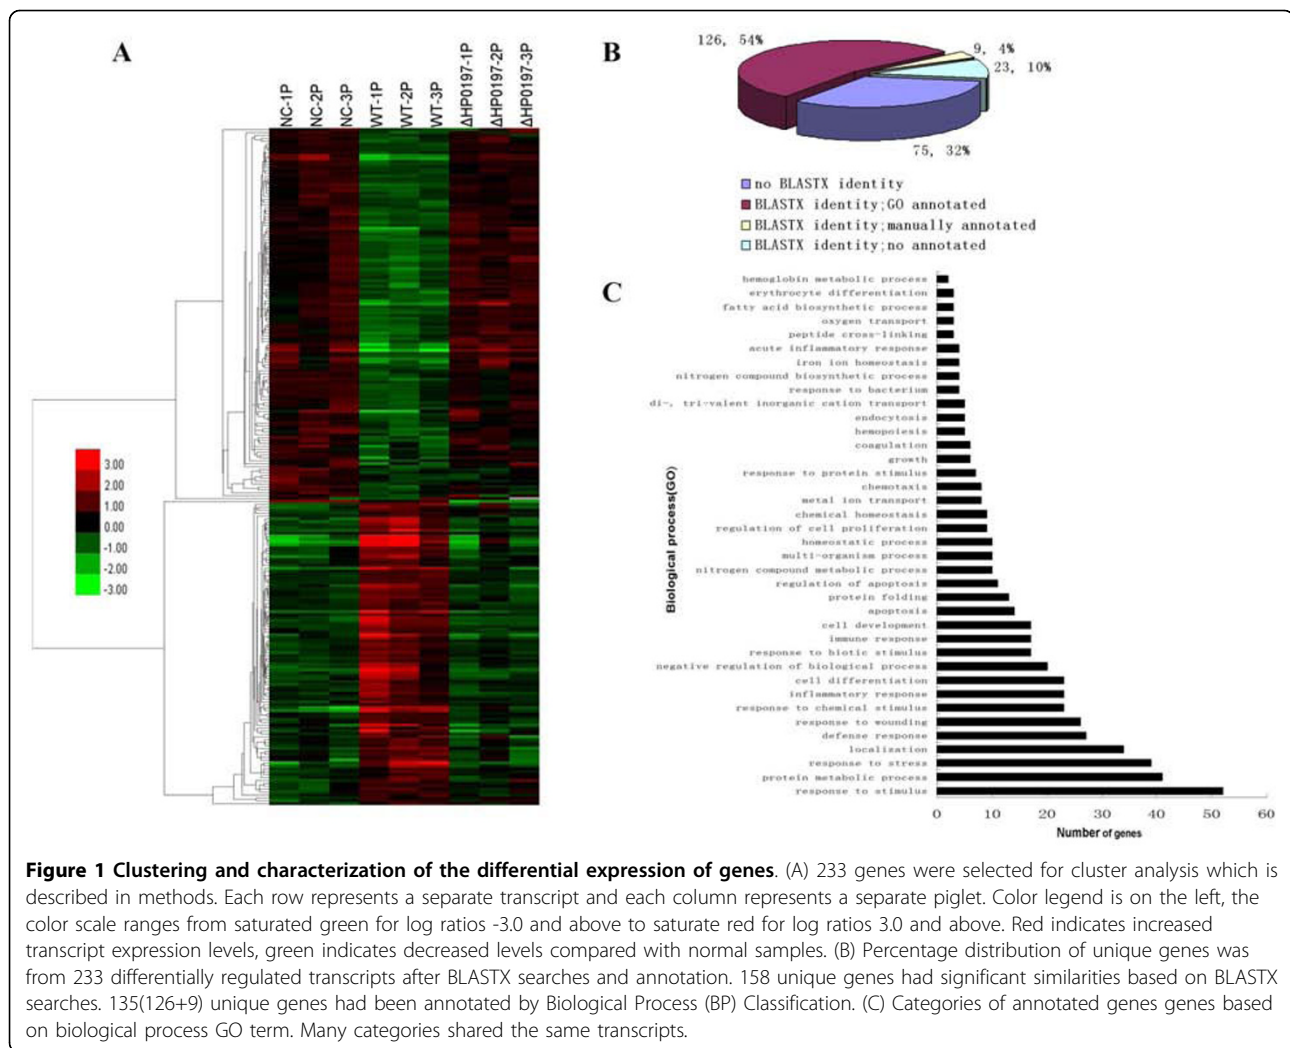 A
NC-1P
NC-2P
NC-3P
WT-1P
WT-2P
WT-3P
ΔHP0197-1P
ΔHP0197-2P
ΔHP0197-3P
3.00
2.00
1.00
0.00
-1.00
-2.00
-3.00
B
126, 54%
9, 4%
23, 10%
75, 32%
no BLASTX identity
BLASTX identity;GO annotated
BLASTX identity;manually annotated
BLASTX identity;no annotated
C
Biological process(GO)
hemoglobin metabolic process
erythrocyte differentiation
fatty acid biosynthetic process
oxygen transport
peptide cross-linking
acute inflammatory response
iron ion homeostasis
nitrogen compound biosynthetic process
response to bacterium
di-, tri-valent inorganic cation transport
endocytosis
hemopoiesis
coagulation
growth
response to protein stimulus
chemotaxis
metal ion transport
chemical homeostasis
regulation of cell proliferation
homeostatic process
multi-organism process
nitrogen compound metabolic process
regulation of apoptosis
protein folding
apoptosis
cell development
immune response
response to biotic stimulus
negative regulation of biological process
cell differentiation
inflammatory response
response to chemical stimulus
response to wounding
defense response
localization
response to stress
protein metabolic process
response to stimulus
0 10 20 30 40 50 60
Number of genes
Figure 1 Clustering and characterization of the differential expression of genes. (A) 233 genes were selected for cluster analysis which is
described in methods. Each row represents a separate transcript and each column represents a separate piglet. Color legend is on the left, the
color scale ranges from saturated green for log ratios -3.0 and above to saturate red for log ratios 3.0 and above. Red indicates increased
transcript expression levels, green indicates decreased levels compared with normal samples. (B) Percentage distribution of unique genes was
from 233 differentially regulated transcripts after BLASTX searches and annotation. 158 unique genes had significant similarities based on BLASTX
searches. 135(126+9) unique genes had been annotated by Biological Process (BP) Classification. (C) Categories of annotated genes genes based
on biological process GO term. Many categories shared the same transcripts.